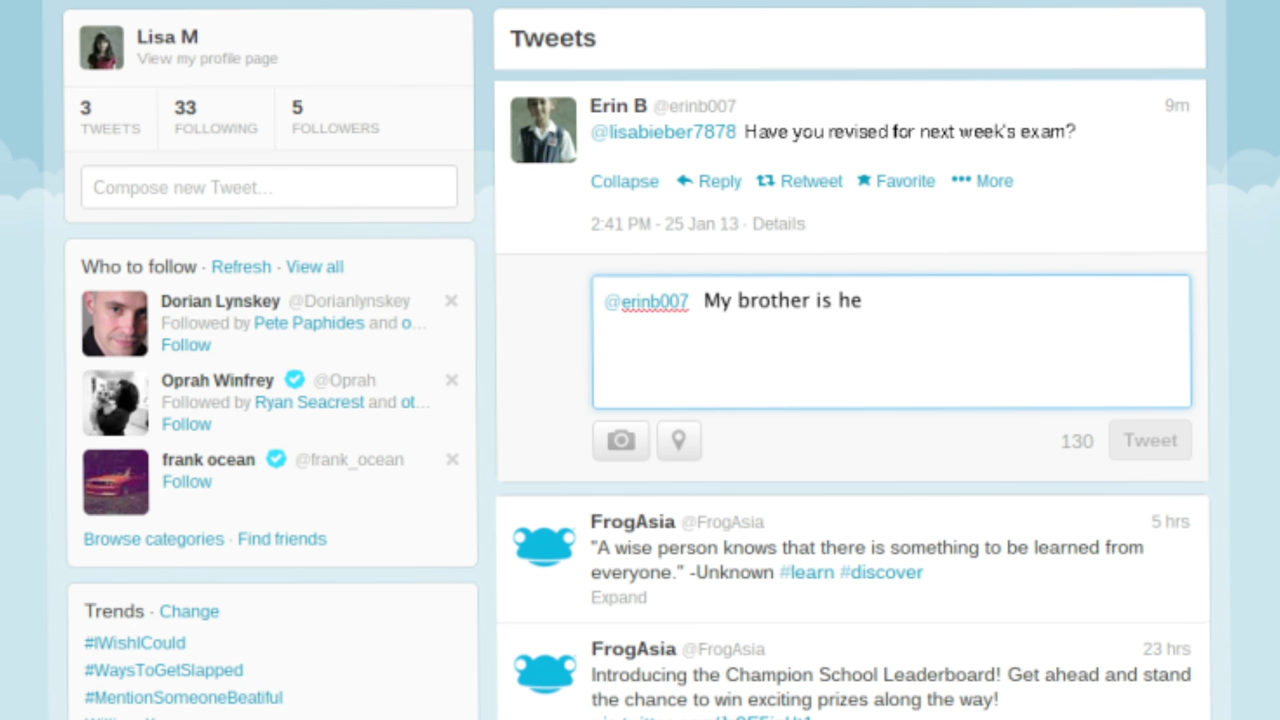 Lisa M
View my profile page
3 33 5
TWEETS FOLLOWING FOLLOWERS
Compose new Tweet...
Who to follow · Refresh · View all
Dorian Lynskey @Dorianlynskey ×
Followed by Pete Paphides and o...
Follow
Oprah Winfrey @Oprah ×
Followed by Ryan Seacrest and ot...
Follow
frank ocean @frank_ocean ×
Follow
Browse categories · Find friends
Trends · Change
#IWishICould
#WaysToGetSlapped
#MentionSomeoneBeatiful
Tweets
Erin B @erinb007 9m
@lisabieber7878 Have you revised for next week's exam?
Collapse Reply Retweet Favorite ••• More
2:41 PM - 25 Jan 13 · Details
@erinb007 My brother is he
130 Tweet
FrogAsia @FrogAsia 5 hrs
"A wise person knows that there is something to be learned from
everyone." -Unknown #learn #discover
Expand
FrogAsia @FrogAsia 23 hrs
Introducing the Champion School Leaderboard! Get ahead and stand
the chance to win exciting prizes along the way!